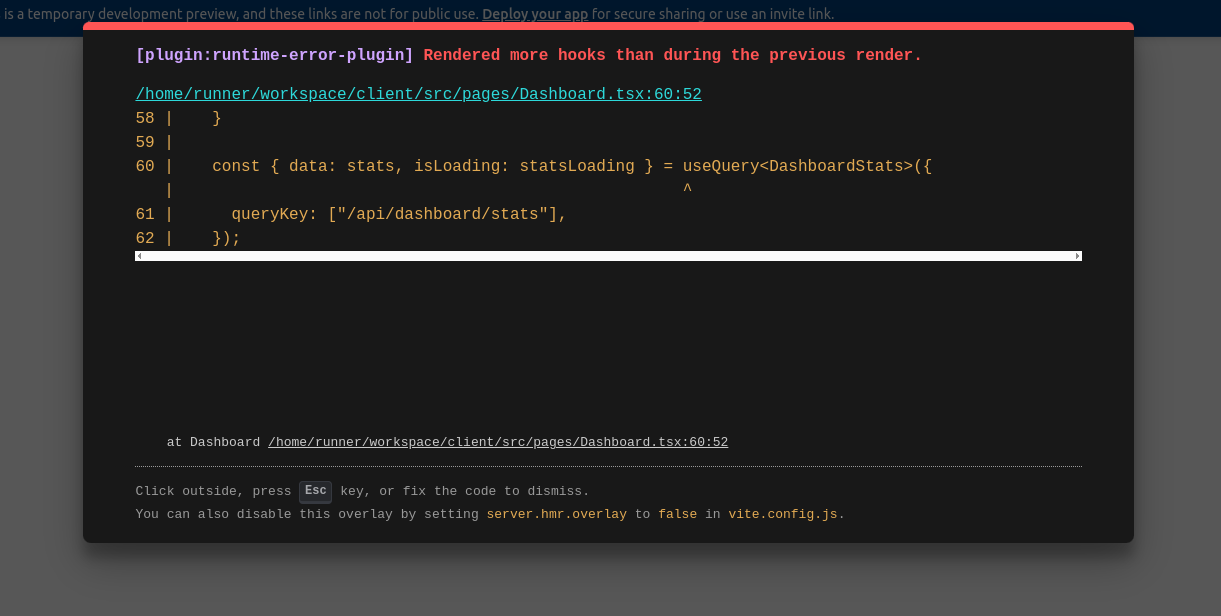 is a temporary development preview, and these links are not for public use. Deploy your app for secure sharing or use an invite link.
[plugin:runtime-error-plugin] Rendered more hooks than during the previous render.
/home/runner/workspace/client/src/pages/Dashboard.tsx:60:52
58 |    }
59 |
60 |    const { data: stats, isLoading: statsLoading } = useQuery<DashboardStats>({
   |                                                     ^
61 |      queryKey: ["/api/dashboard/stats"],
62 |    });
at Dashboard /home/runner/workspace/client/src/pages/Dashboard.tsx:60:52
Click outside, press Esc key, or fix the code to dismiss.
You can also disable this overlay by setting server.hmr.overlay to false in vite.config.js.